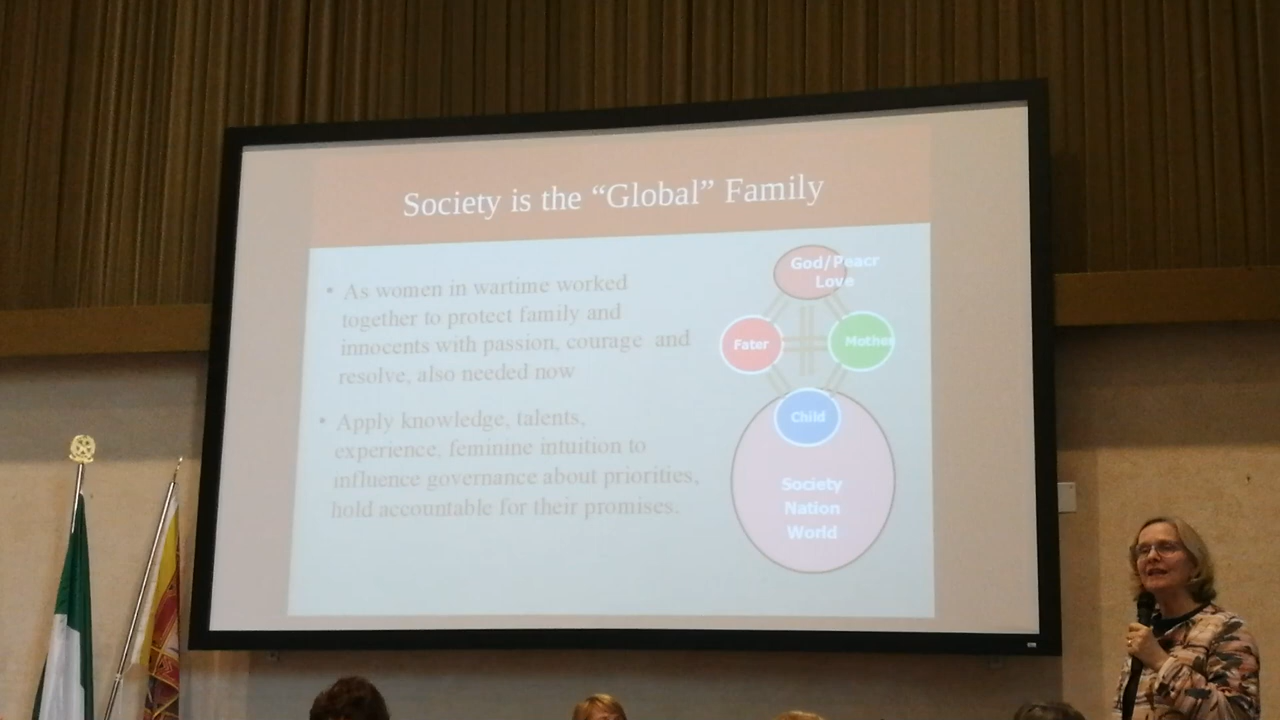 Society is the “Global” Family
• As women in wartime worked
together to protect family and
innocents with passion, courage and
resolve, also needed now
• Apply knowledge, talents,
experience, feminine intuition to
influence governance about priorities,
hold accountable for their promises.
God/Peacr
Love
Fater
Mother
Child
Society
Nation
World